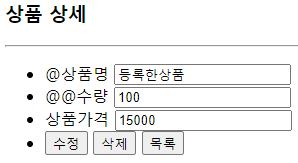 상품 상세
@상품명 등록한상품
@@수량 100
상품가격 15000
수정 삭제 목록